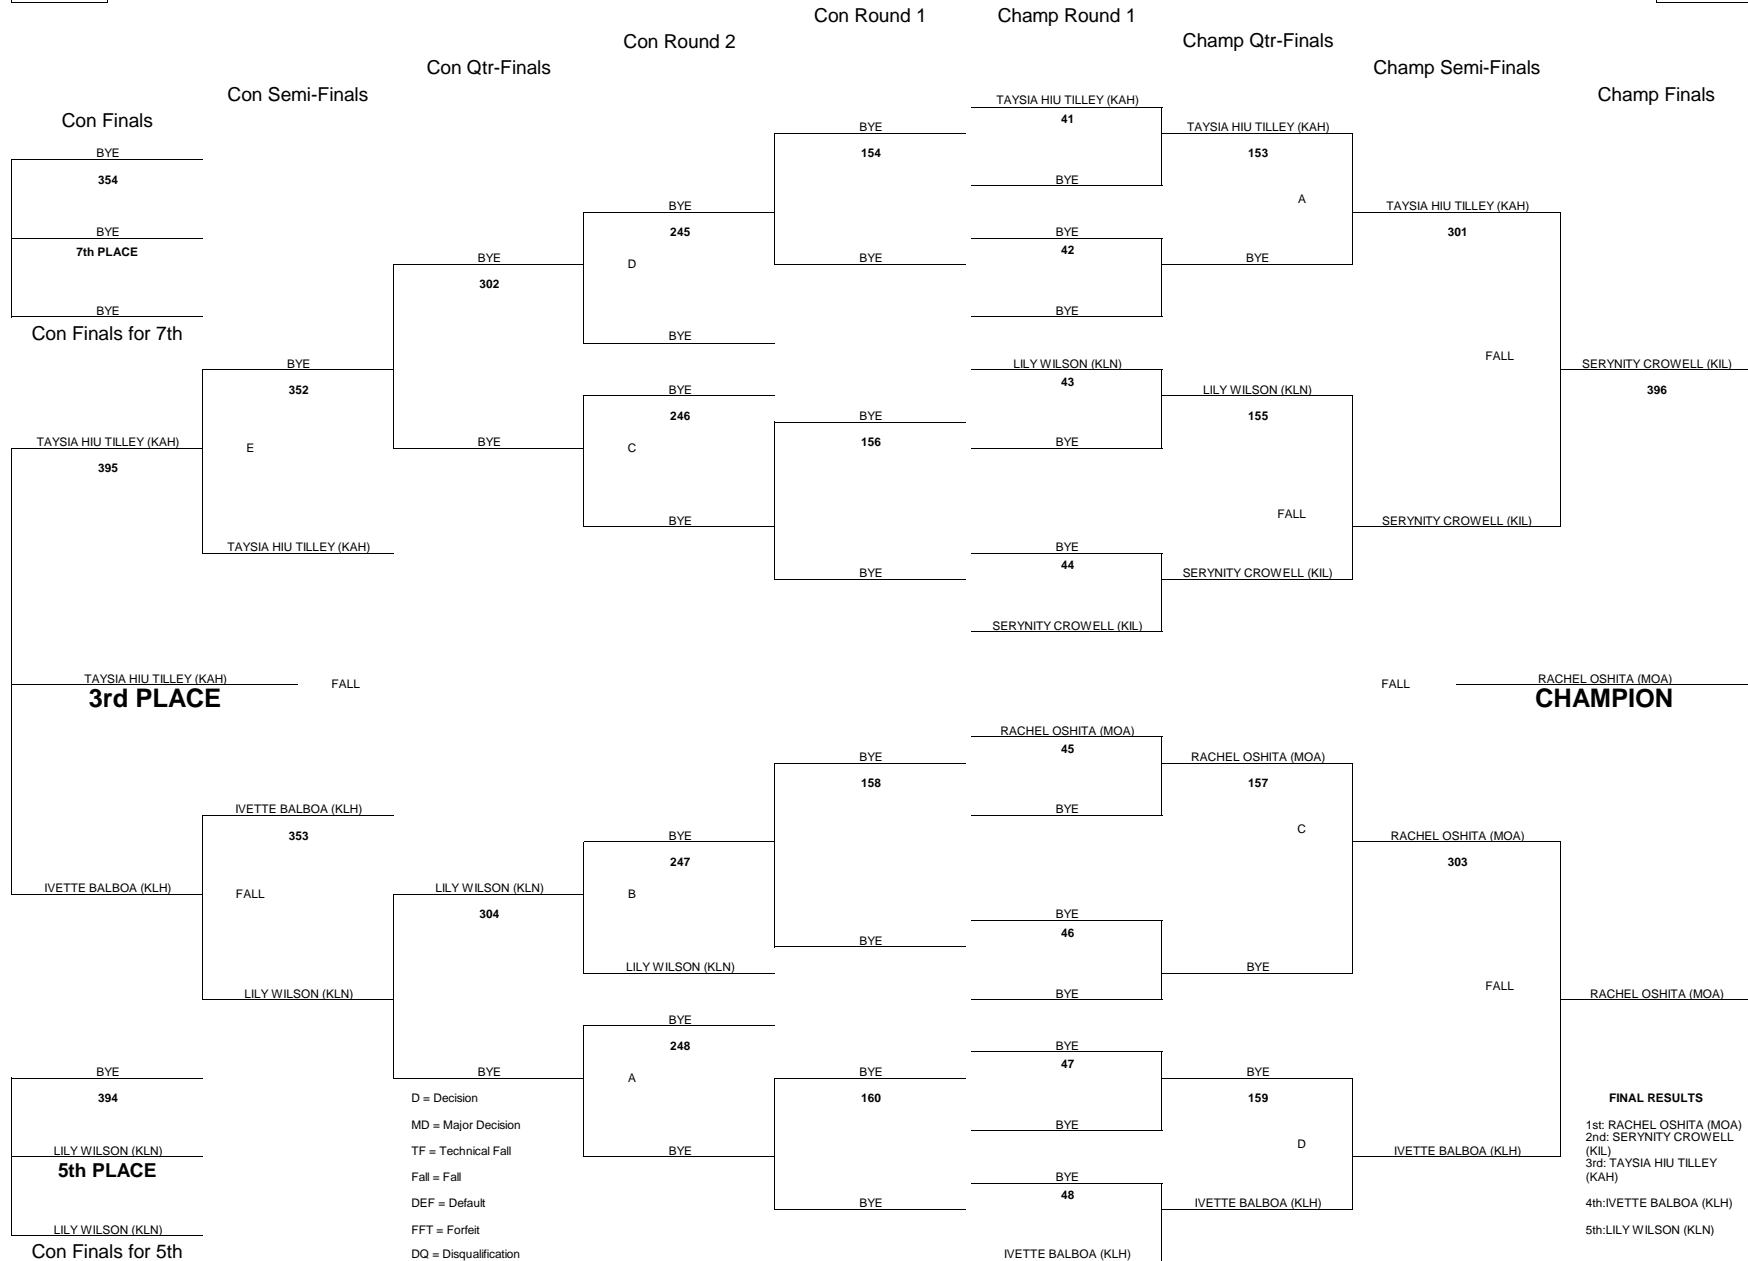 Con Round 1
Champ Round 1
Con Round 2
Champ Qtr-Finals
Con Qtr-Finals
Champ Semi-Finals
Con Semi-Finals
Champ Finals
Con Finals
TAYSIA HIU TILLEY (KAH)
41
BYE
TAYSIA HIU TILLEY (KAH)
BYE
154
153
354
BYE
A
BYE
TAYSIA HIU TILLEY (KAH)
BYE
BYE
245
301
7th PLACE
42
BYE
BYE
BYE
D
302
BYE
BYE
Con Finals for 7th
BYE
FALL
BYE
LILY WILSON (KLN)
SERYNITY CROWELL (KIL)
43
352
BYE
LILY WILSON (KLN)
396
246
BYE
155
TAYSIA HIU TILLEY (KAH)
BYE
156
BYE
E
C
395
FALL
BYE
SERYNITY CROWELL (KIL)
TAYSIA HIU TILLEY (KAH)
BYE
44
BYE
SERYNITY CROWELL (KIL)
SERYNITY CROWELL (KIL)
TAYSIA HIU TILLEY (KAH)
FALL
FALL
RACHEL OSHITA (MOA)
3rd PLACE
CHAMPION
RACHEL OSHITA (MOA)
45
BYE
RACHEL OSHITA (MOA)
158
157
IVETTE BALBOA (KLH)
BYE
353
C
BYE
RACHEL OSHITA (MOA)
247
303
IVETTE BALBOA (KLH)
LILY WILSON (KLN)
FALL
B
304
BYE
46
BYE
LILY WILSON (KLN)
BYE
FALL
LILY WILSON (KLN)
BYE
RACHEL OSHITA (MOA)
BYE
248
BYE
47
BYE
BYE
A
BYE
394
D = Decision
160
159
FINAL RESULTS
MD = Major Decision
BYE
1st: RACHEL OSHITA (MOA)
2nd: SERYNITY CROWELL
(KIL)
D
LILY WILSON (KLN)
TF = Technical Fall
BYE
IVETTE BALBOA (KLH)
3rd: TAYSIA HIU TILLEY
(KAH)
5th PLACE
Fall = Fall
BYE
48
DEF = Default
BYE
IVETTE BALBOA (KLH)
4th:IVETTE BALBOA (KLH)
LILY WILSON (KLN)
FFT = Forfeit
5th:LILY WILSON (KLN)
Con Finals for 5th
DQ = Disqualification
IVETTE BALBOA (KLH)